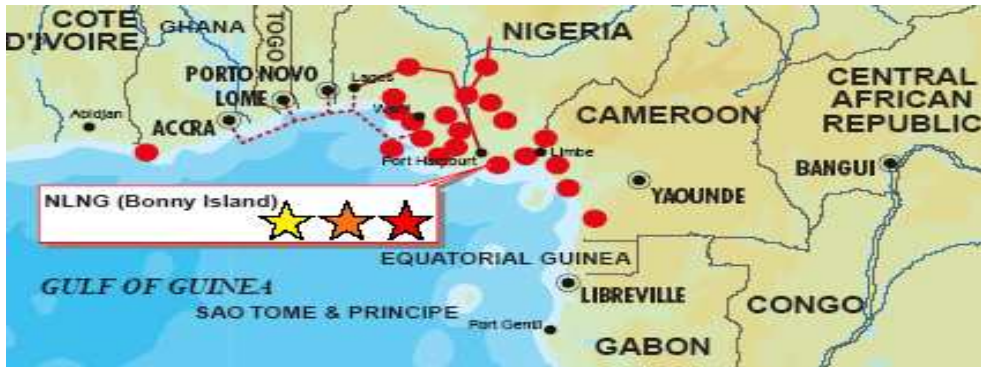 COTE
D'IVOIRE
GHANA
TOGO
NIGERIA
PORTO NOVO
Lagos
LOME
Warri
Abidjan
ACCRA
CAMEROON
CENTRAL
AFRICAN
REPUBLIC
Port Harcourt
Limbe
BANGUI
YAOUNDE
NLNG (Bonny Island)
EQUATORIAL GUINEA
GULF OF GUINEA
LIBREVILLE
CONGO
SAO TOME & PRINCIPE
Port Gentil
GABON